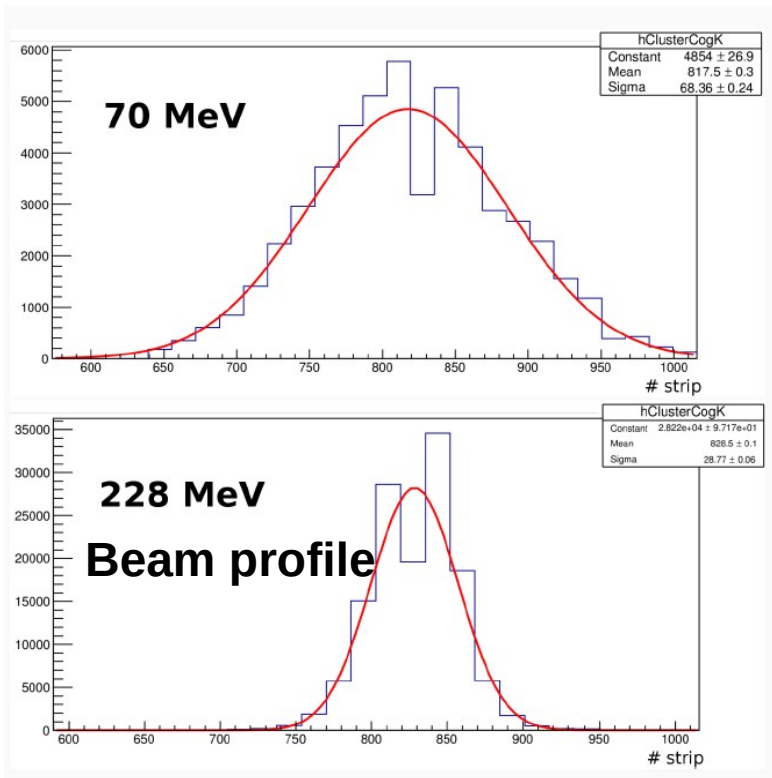 hClusterCogK
Constant 4854 ± 26.9
Mean 817.5 ± 0.3
Sigma 68.36 ± 0.24
70 MeV
6000
5000
4000
3000
2000
1000
0
600 650 700 750 800 850 900 950 1000
# strip
hClusterCogK
Constant 2.822e+04 ± 9.717e+01
Mean 828.5 ± 0.1
Sigma 28.77 ± 0.06
228 MeV
Beam profile
35000
30000
25000
20000
15000
10000
5000
0
600 650 700 750 800 850 900 950 1000
# strip